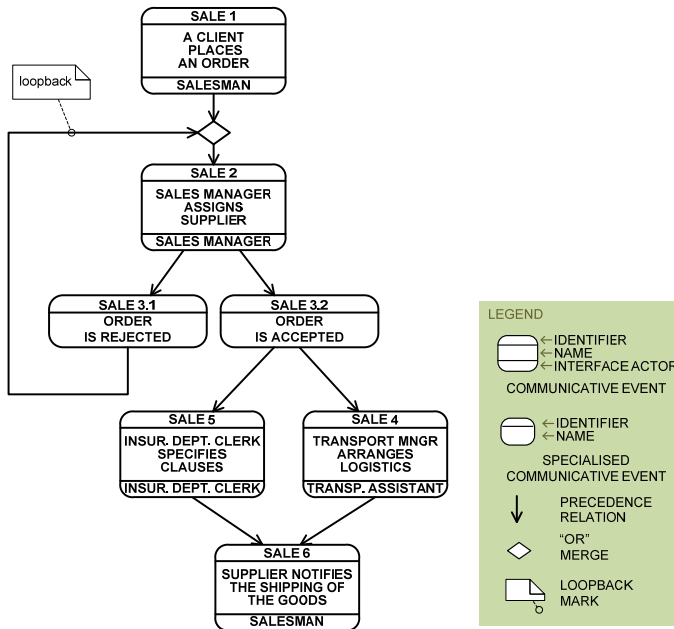 SALE 1
A CLIENT
PLACES
AN ORDER
SALESMAN
loopback
SALE 2
SALES MANAGER
ASSIGNS
SUPPLIER
SALES MANAGER
SALE 3.1
ORDER
IS REJECTED
SALE 3.2
ORDER
IS ACCEPTED
SALE 5
INSUR. DEPT. CLERK
SPECIFIES
CLAUSES
INSUR. DEPT. CLERK
SALE 4
TRANSPORT MNGR
ARRANGES
LOGISTICS
TRANSP. ASSISTANT
SALE 6
SUPPLIER NOTIFIES
THE SHIPPING OF
THE GOODS
SALESMAN
LEGEND
IDENTIFIER
NAME
INTERFACE ACTOR
COMMUNICATIVE EVENT
IDENTIFIER
NAME
SPECIALISED
COMMUNICATIVE EVENT
PRECEDENCE
RELATION
“OR”
MERGE
LOOPBACK
MARK